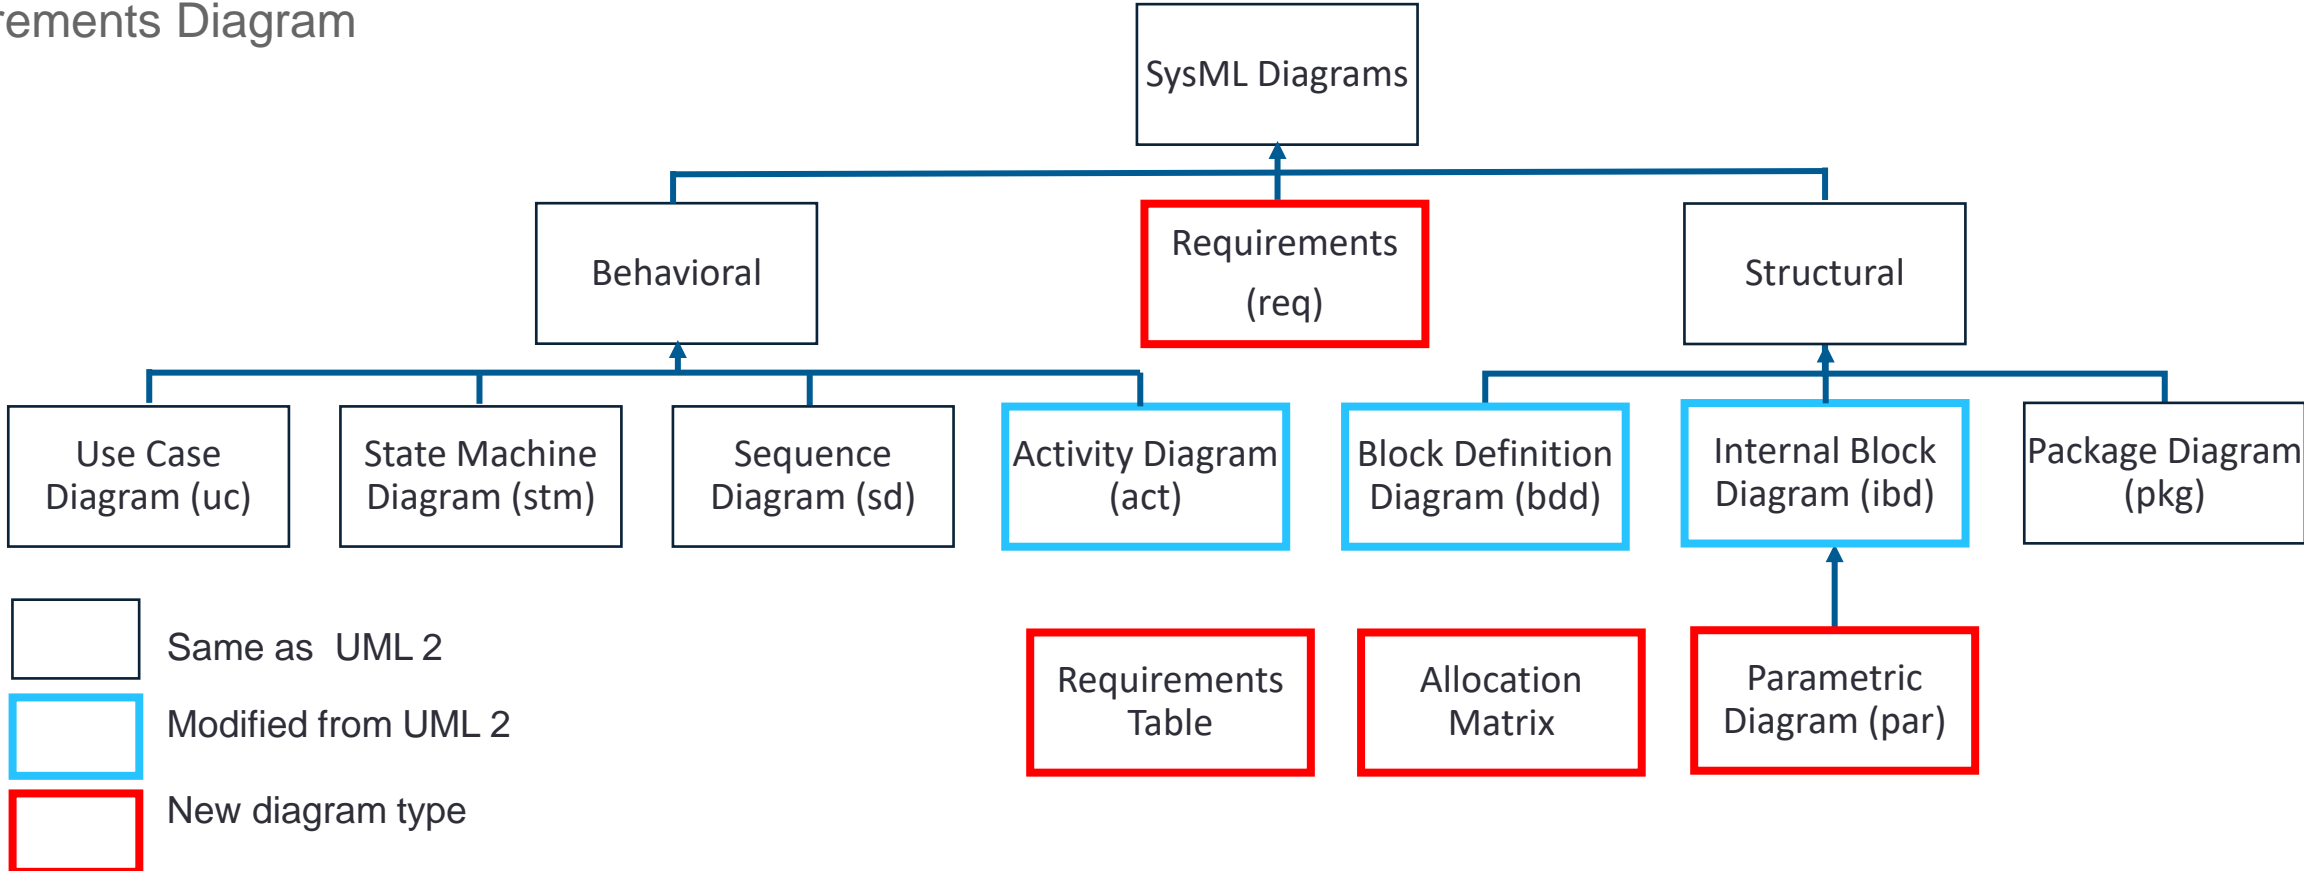 rements Diagram
SysML Diagrams
Behavioral
Requirements
(req)
Structural
Use Case
Diagram (uc)
State Machine
Diagram (stm)
Sequence
Diagram (sd)
Activity Diagram
(act)
Block Definition
Diagram (bdd)
Internal Block
Diagram (ibd)
Package Diagram
(pkg)
Same as UML 2
Modified from UML 2
New diagram type
Requirements
Table
Allocation
Matrix
Parametric
Diagram (par)